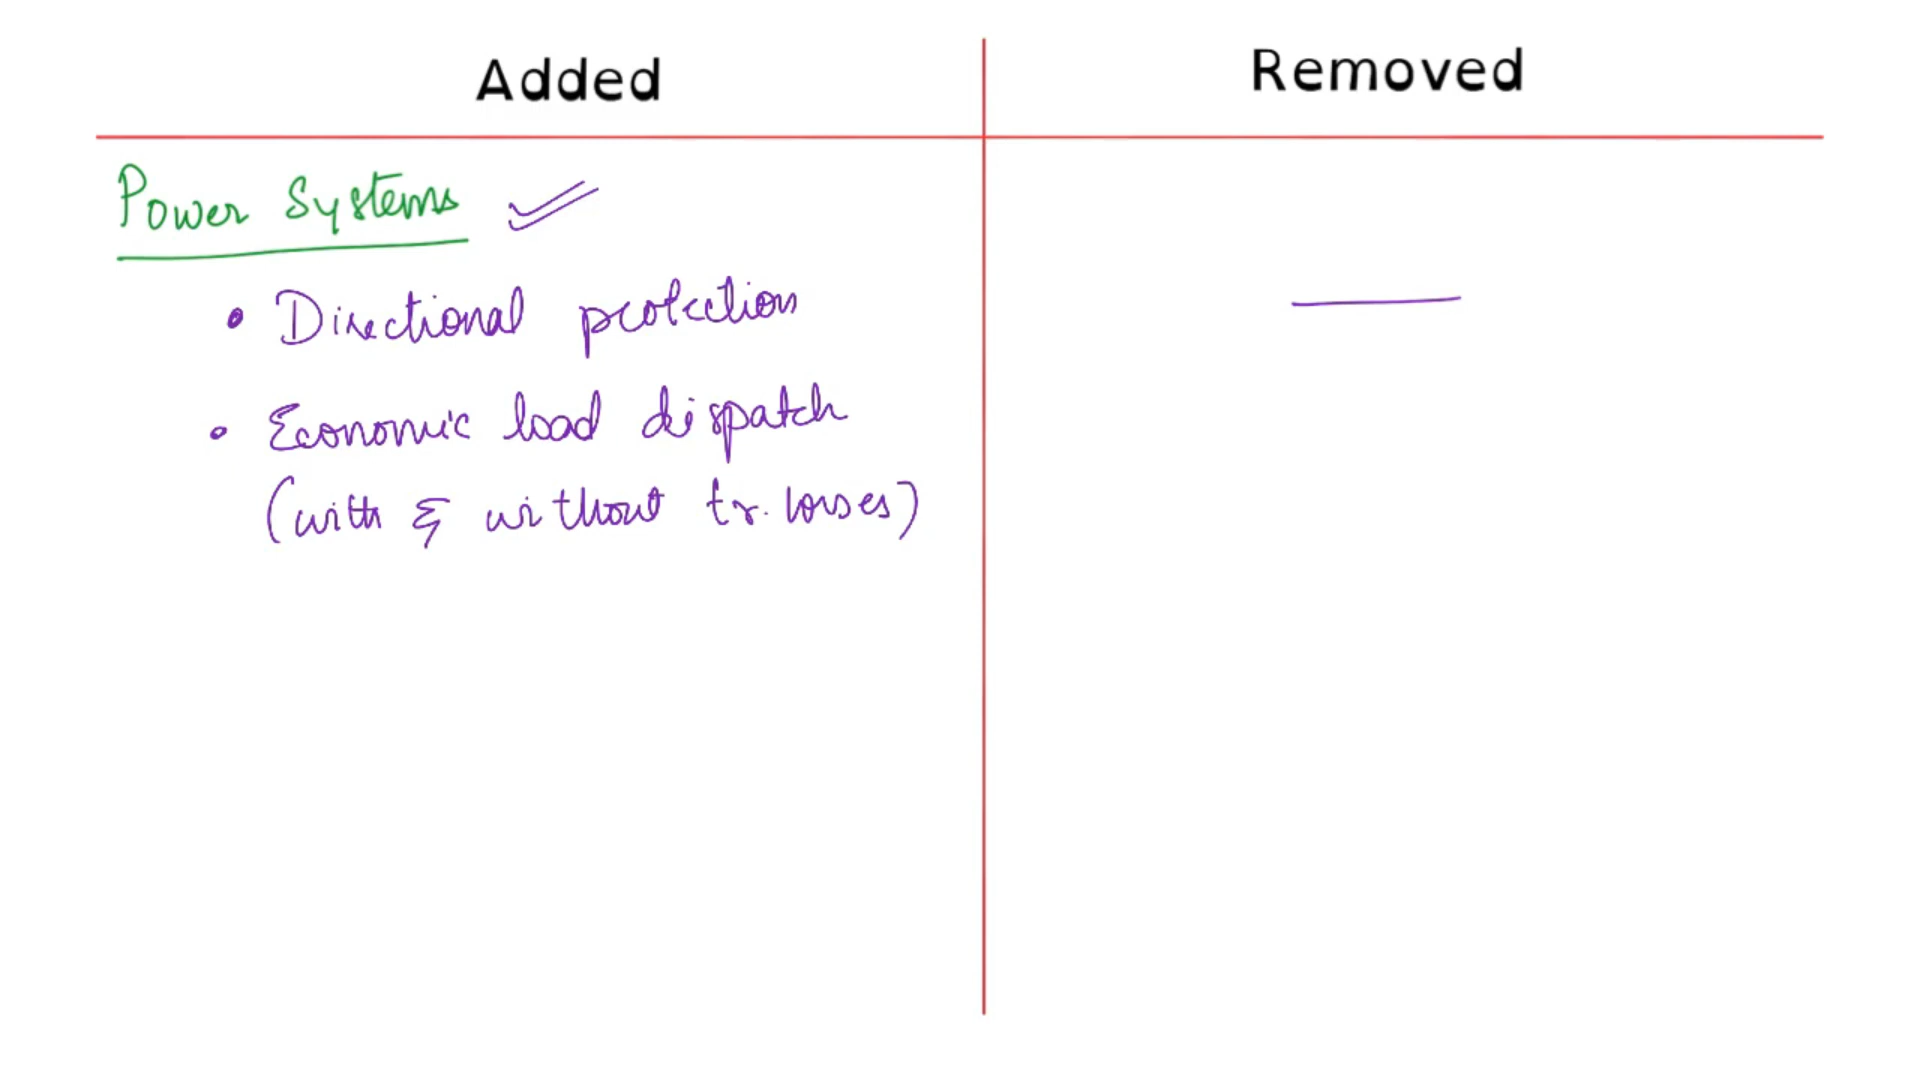 Added
Removed
Power Systems
• Directional protection
• Economic load dispatch
(with & without tr. losses)